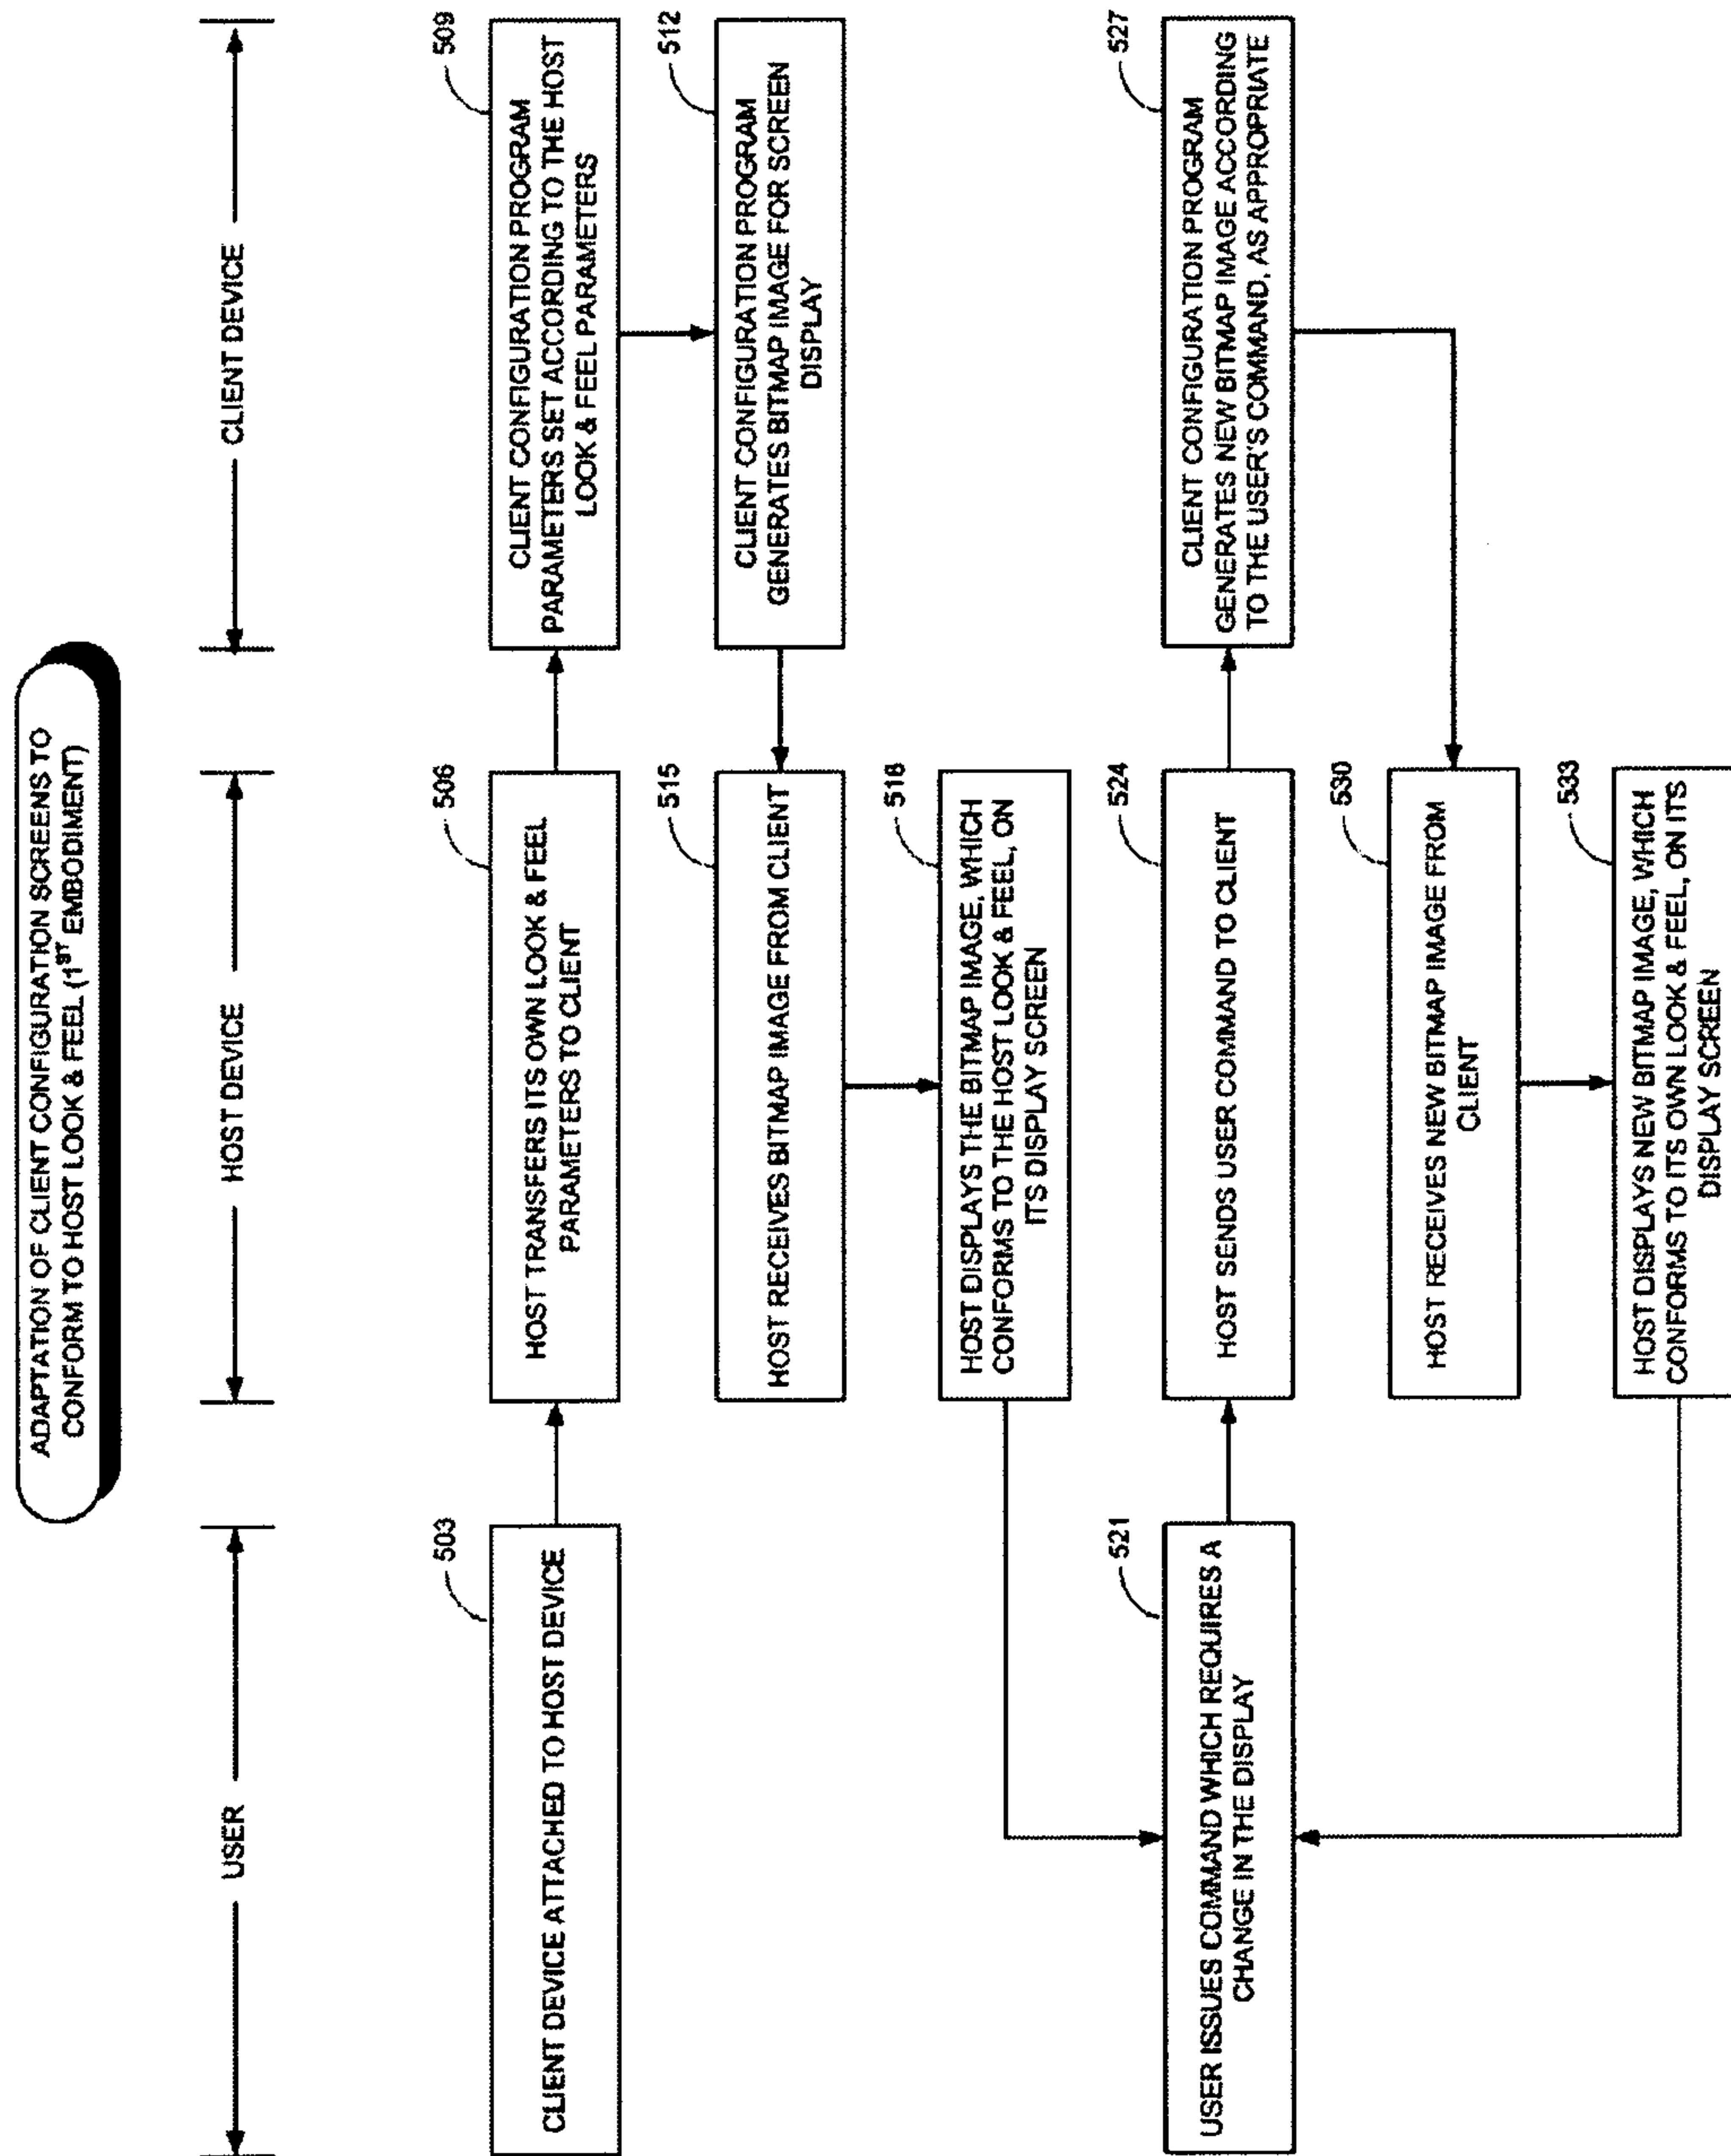 ADAPTATION OF CLIENT CONFIGURATION SCREENS TO
CONFORM TO HOST LOOK & FEEL (1ST EMBODIMENT)
USER
HOST DEVICE
CLIENT DEVICE
503
CLIENT DEVICE ATTACHED TO HOST DEVICE
506
HOST TRANSFERS ITS OWN LOOK & FEEL
PARAMETERS TO CLIENT
509
CLIENT CONFIGURATION PROGRAM
PARAMETERS SET ACCORDING TO THE HOST
LOOK & FEEL PARAMETERS
512
CLIENT CONFIGURATION PROGRAM
GENERATES BITMAP IMAGE FOR SCREEN
DISPLAY
515
HOST RECEIVES BITMAP IMAGE FROM CLIENT
518
HOST DISPLAYS THE BITMAP IMAGE, WHICH
CONFORMS TO THE HOST LOOK & FEEL, ON
ITS DISPLAY SCREEN
521
USER ISSUES COMMAND WHICH REQUIRES A
CHANGE IN THE DISPLAY
524
HOST SENDS USER COMMAND TO CLIENT
527
CLIENT CONFIGURATION PROGRAM
GENERATES NEW BITMAP IMAGE ACCORDING
TO THE USER'S COMMAND, AS APPROPRIATE
530
HOST RECEIVES NEW BITMAP IMAGE FROM
CLIENT
533
HOST DISPLAYS NEW BITMAP IMAGE, WHICH
CONFORMS TO ITS OWN LOOK & FEEL, ON ITS
DISPLAY SCREEN